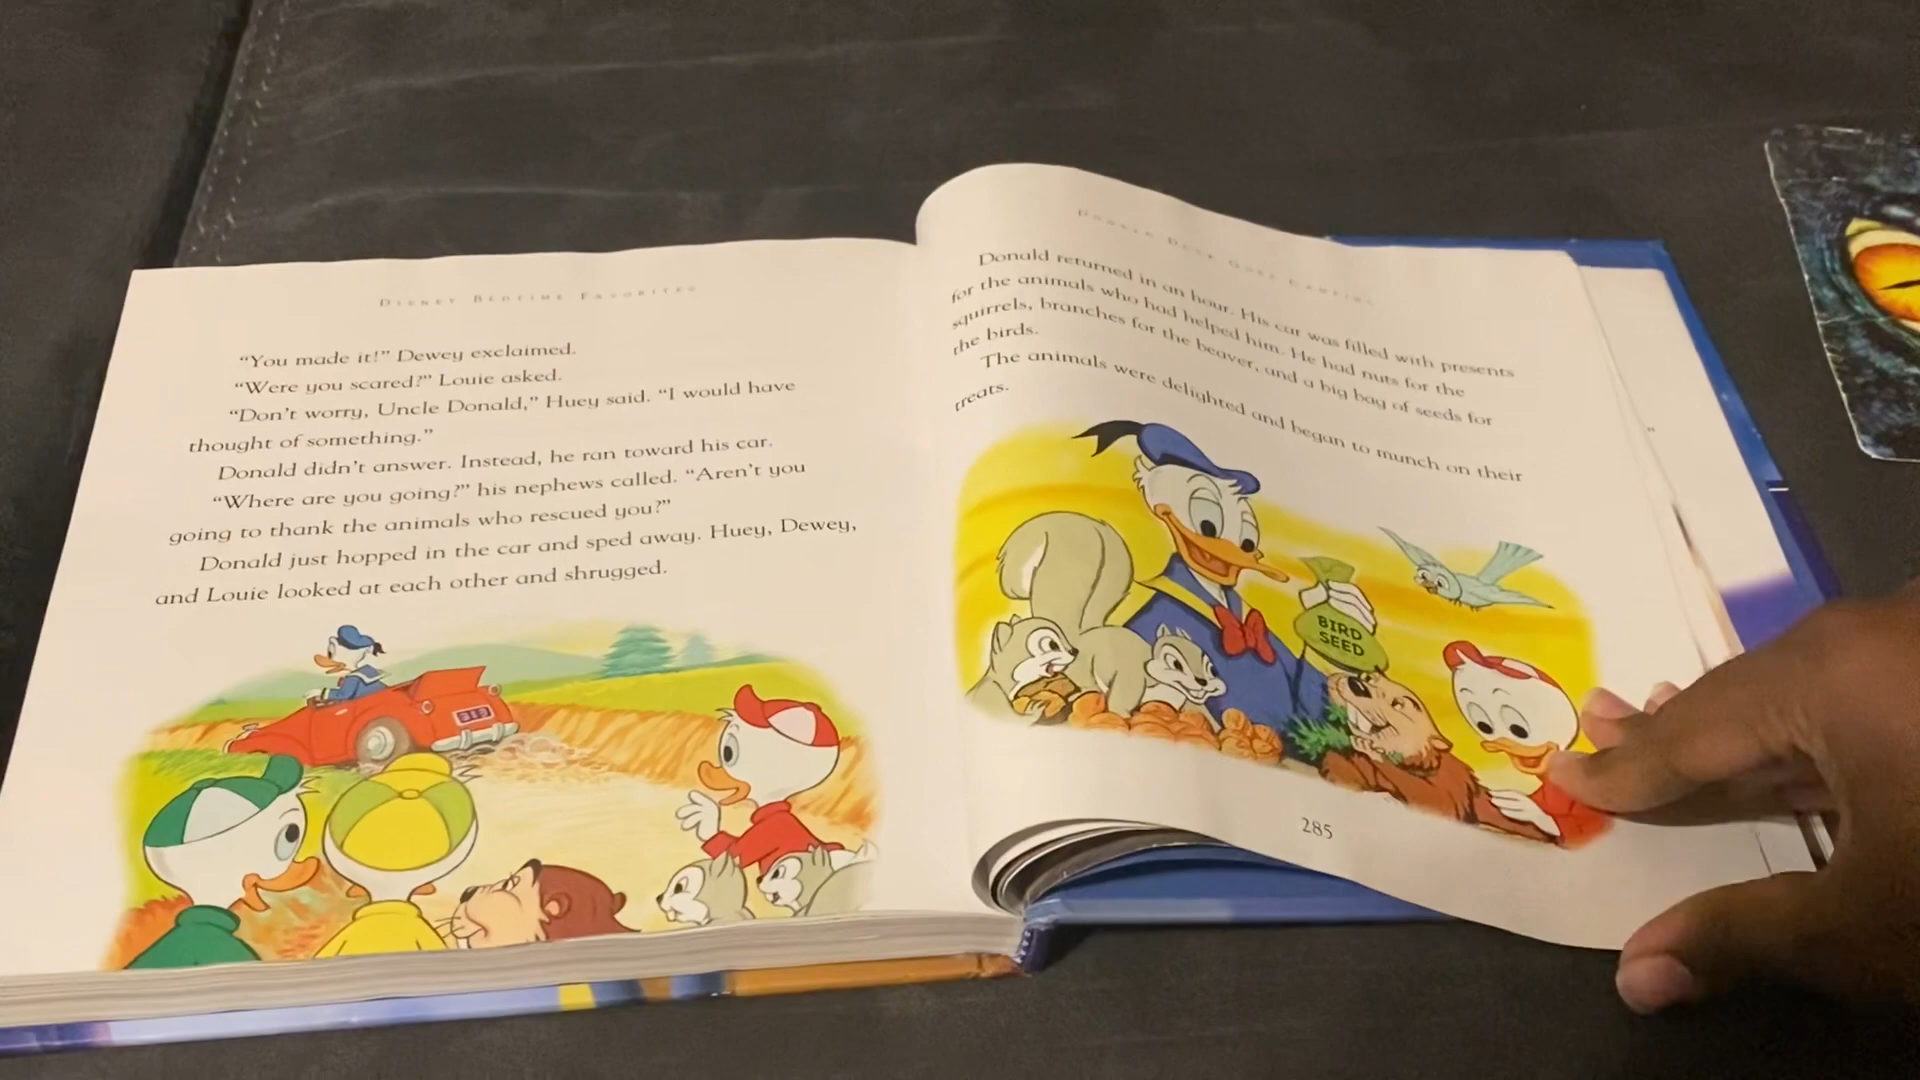 DISNEY BEDTIME FAVORITES
“You made it!” Dewey exclaimed.
“Were you scared?” Louie asked.
“Don’t worry, Uncle Donald,” Huey said. “I would have
thought of something.”
Donald didn’t answer. Instead, he ran toward his car.
“Where are you going?” his nephews called. “Aren’t you
going to thank the animals who rescued you?”
Donald just hopped in the car and sped away. Huey, Dewey,
and Louie looked at each other and shrugged.
313
DONALD DUCK GOES CAMPING
Donald returned in an hour. His car was filled with presents
for the animals who had helped him. He had nuts for the
squirrels, branches for the beaver, and a big bag of seeds for
the birds.
The animals were delighted and began to munch on their
treats.
BIRD
SEED
285